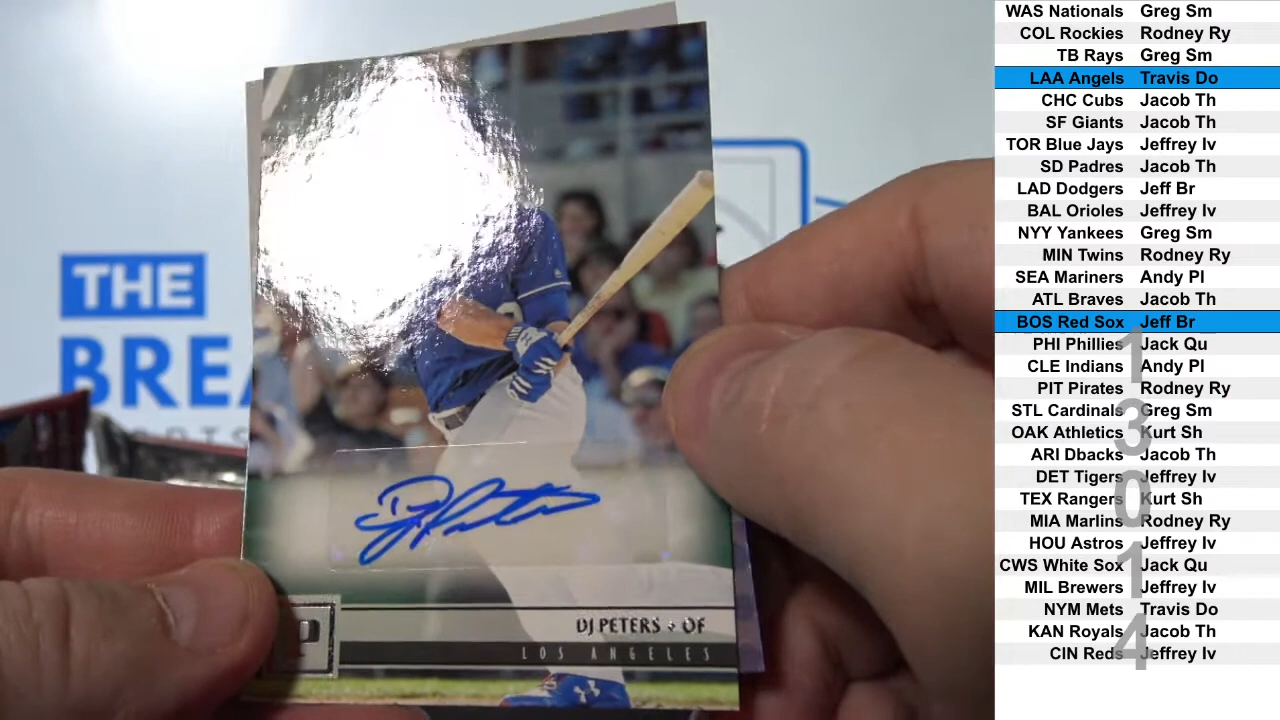 THE
BREA
DJ PETERS ◆ OF
LOS ANGELES
WAS Nationals Greg Sm
COL Rockies Rodney Ry
TB Rays Greg Sm
LAA Angels Travis Do
CHC Cubs Jacob Th
SF Giants Jacob Th
TOR Blue Jays Jeffrey Iv
SD Padres Jacob Th
LAD Dodgers Jeff Br
BAL Orioles Jeffrey Iv
NYY Yankees Greg Sm
MIN Twins Rodney Ry
SEA Mariners Andy Pl
ATL Braves Jacob Th
BOS Red Sox Jeff Br
PHI Phillies Jack Qu
CLE Indians Andy Pl
PIT Pirates Rodney Ry
STL Cardinals Greg Sm
OAK Athletics Kurt Sh
ARI Dbacks Jacob Th
DET Tigers Jeffrey Iv
TEX Rangers Kurt Sh
MIA Marlins Rodney Ry
HOU Astros Jeffrey Iv
CWS White Sox Jack Qu
MIL Brewers Jeffrey Iv
NYM Mets Travis Do
KAN Royals Jacob Th
CIN Reds Jeffrey Iv
1
3
0
1
4